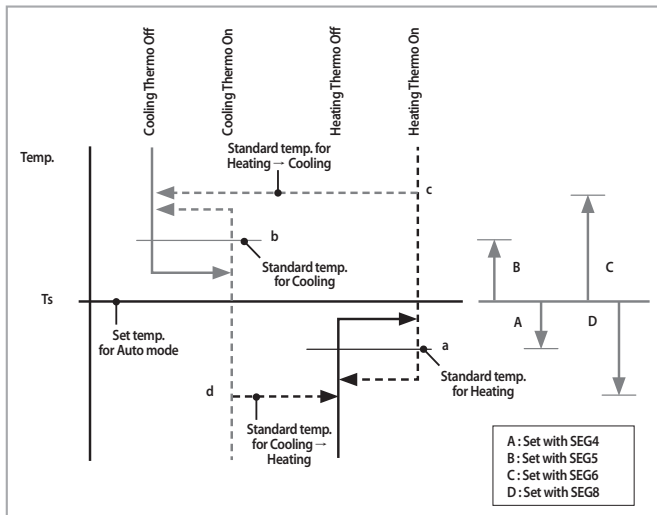 Cooling Thermo Off
Cooling Thermo On
Heating Thermo Off
Heating Thermo On
Temp.
Standard temp. for
Heating → Cooling
c
b
Standard temp.
for Cooling
B
C
Ts
Set temp.
for Auto mode
A
D
a
Standard temp.
for Heating
d
Standard temp.
for Cooling →
Heating
A : Set with SEG4
B : Set with SEG5
C : Set with SEG6
D : Set with SEG8